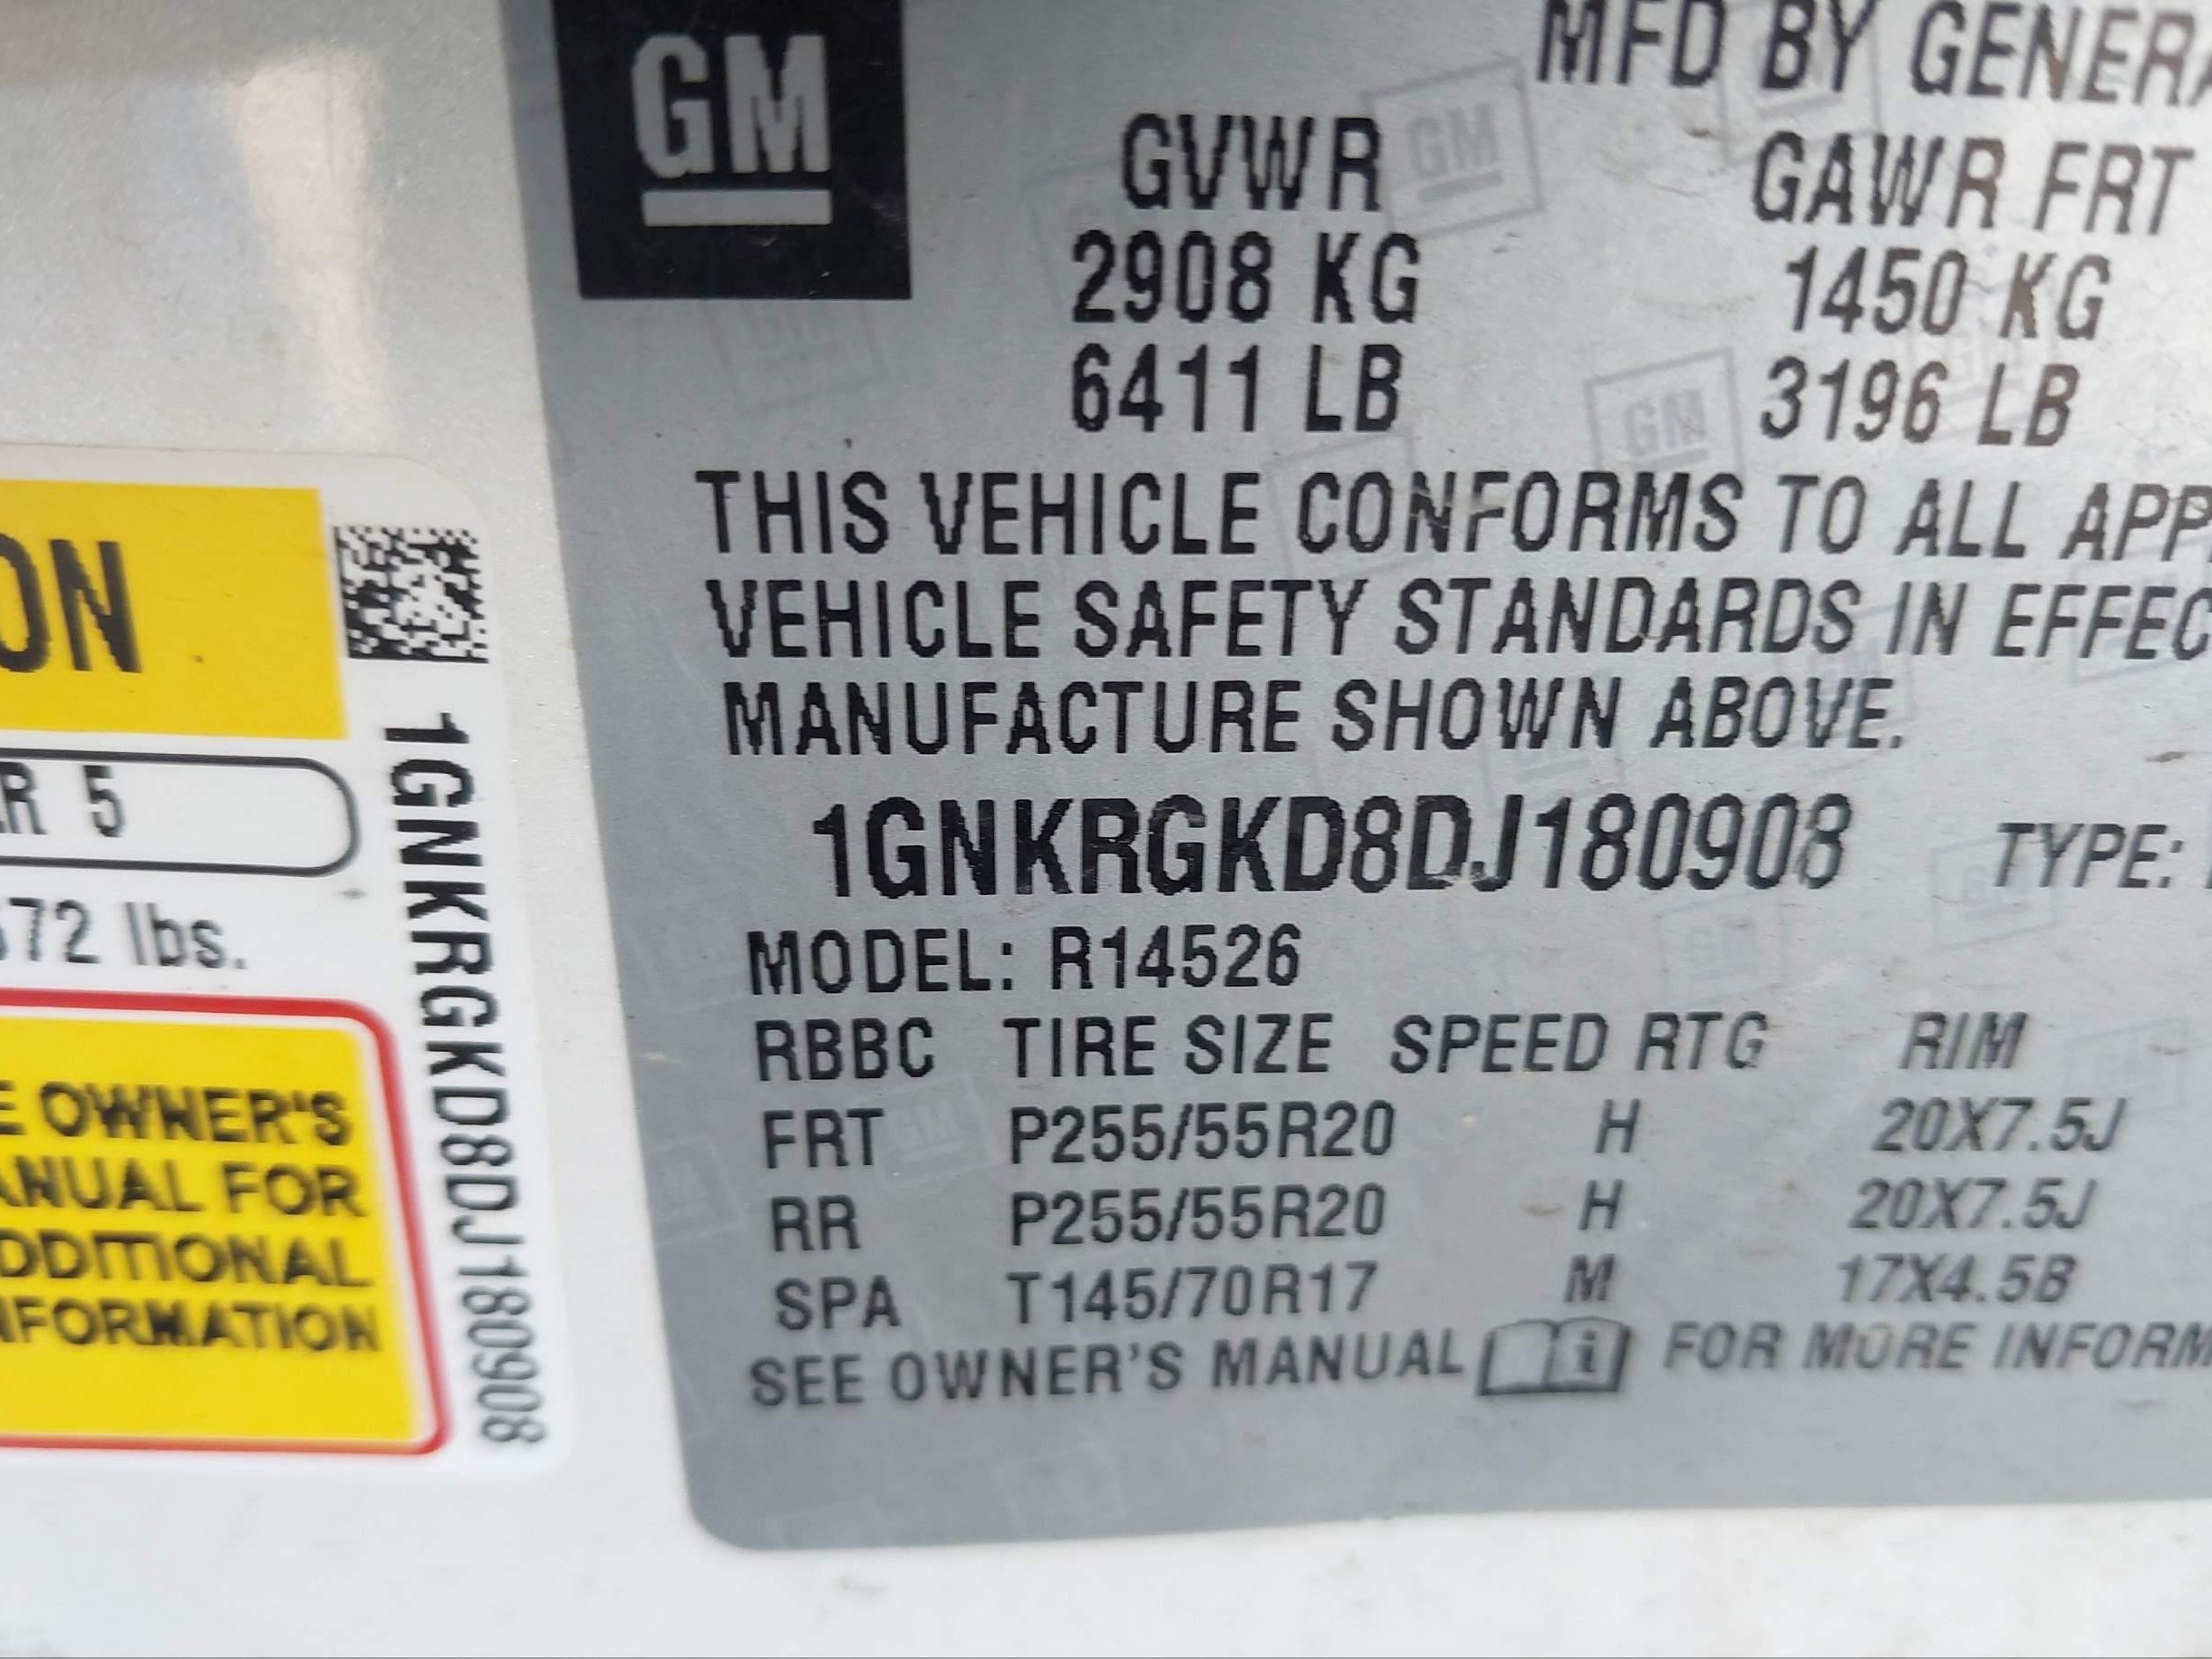 GM
MFD BY GENERA
GVWR GAWR FRT
2908 KG 1450 KG
6411 LB 3196 LB
THIS VEHICLE CONFORMS TO ALL APP
VEHICLE SAFETY STANDARDS IN EFFEC
MANUFACTURE SHOWN ABOVE.
1GNKRGKD8DJ180908 TYPE:
MODEL: R14526
RBBC TIRE SIZE SPEED RTG RIM
FRT P255/55R20 H 20X7.5J
RR P255/55R20 H 20X7.5J
SPA T145/70R17 M 17X4.5B
SEE OWNER'S MANUAL i FOR MORE INFORM
ON
R 5
72 lbs.
E OWNER'S
ANUAL FOR
DDITIONAL
NFORMATION
1GNKRGKD8DJ180908